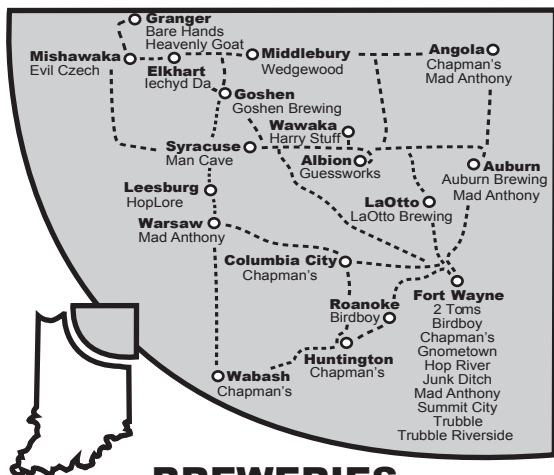 Granger
Bare Hands
Heavenly Goat
Mishawaka
Evil Czech
Elkhart
Iechyd Da
Middlebury
Wedgewood
Angola
Chapman's
Mad Anthony
Goshen
Goshen Brewing
Wawaka
Harry Stuff
Syracuse
Man Cave
Albion
Guessworks
Auburn
Auburn Brewing
Mad Anthony
Leesburg
HopLore
LaOtto
LaOtto Brewing
Warsaw
Mad Anthony
Columbia City
Chapman's
Roanoke
Birdboy
Fort Wayne
2 Toms
Birdboy
Chapman's
Gnometown
Hop River
Junk Ditch
Mad Anthony
Summit City
Trubble
Trubble Riverside
Huntington
Chapman's
Wabash
Chapman's
BREWERIES